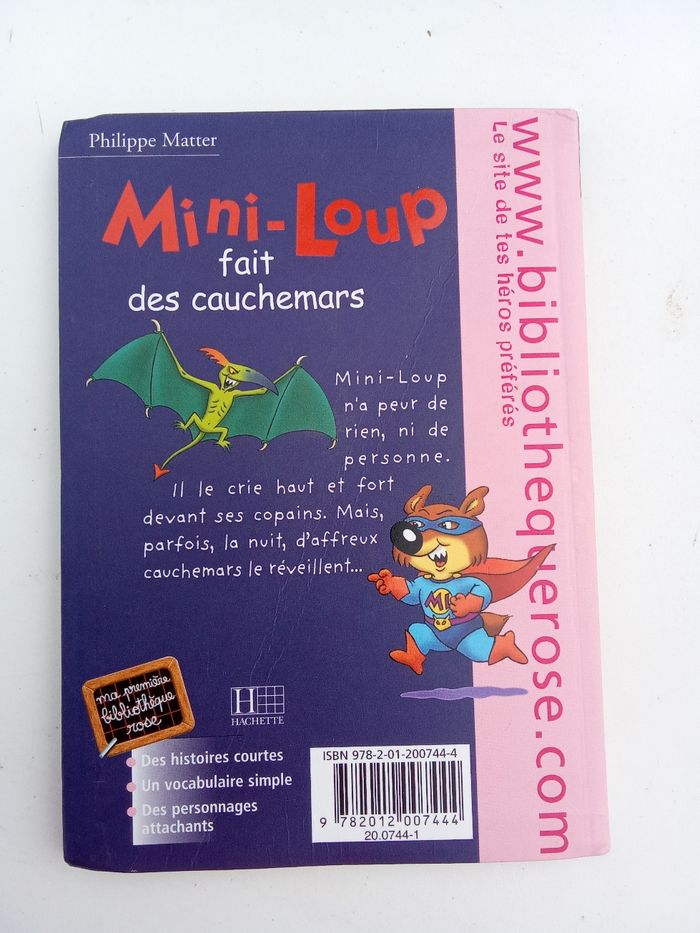 Philippe Matter
Mini-Loup
fait
des cauchemars
Mini-Loup
n'a peur de
rien, ni de
personne.
Il le crie haut et fort
devant ses copains. Mais,
parfois, la nuit, d'affreux
cauchemars le réveillent...
MI
ma première
bibliothèque
rose
H
HACHETTE
Des histoires courtes
Un vocabulaire simple
Des personnages
attachants
ISBN 978-2-01-200744-4
9 782012 007444
20.0744-1
www.bibliothequerose.com
Le site de tes héros préférés